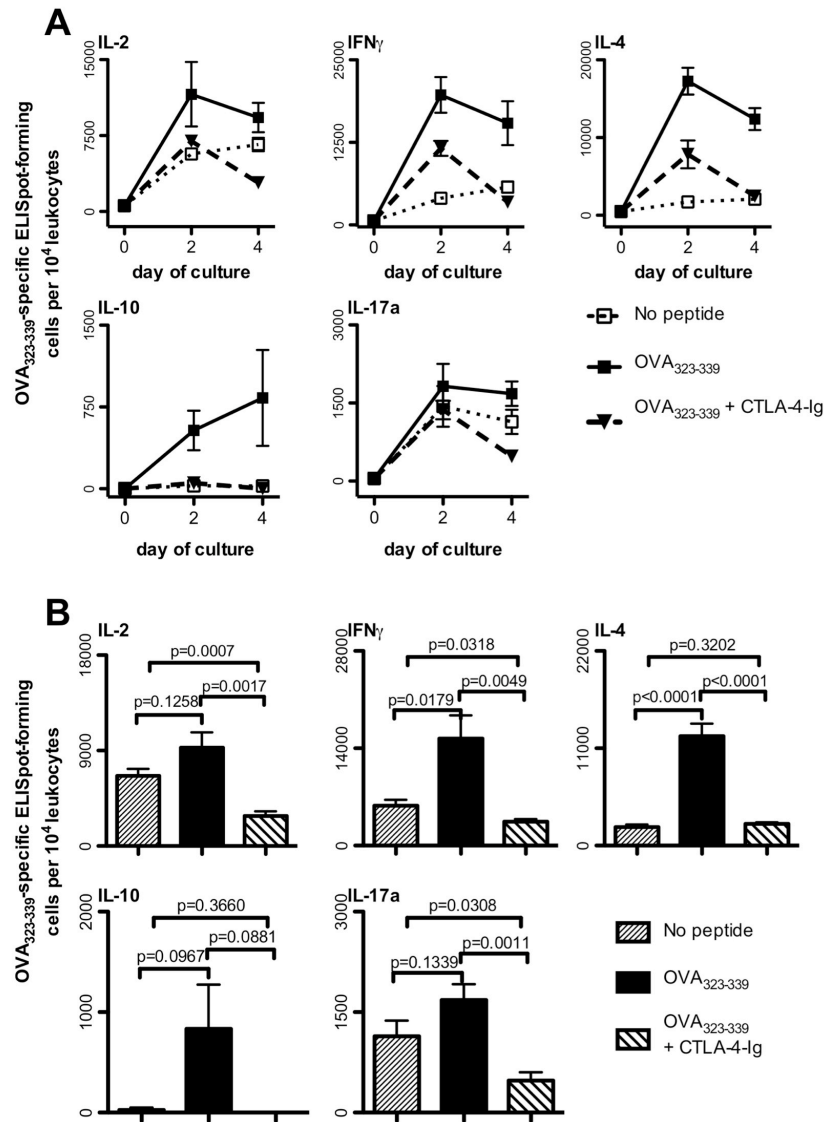 A
IL-2
IFNγ
IL-4
OVA323-339-specific ELISpot-forming
cells per 10⁴ leukocytes
15000
7500
0
0 2 4
day of culture
25000
12500
0
0 2 4
day of culture
20000
10000
0
0 2 4
day of culture
IL-10
IL-17a
1500
750
0
0 2 4
day of culture
3000
1500
0
0 2 4
day of culture
No peptide
OVA323-339
OVA323-339 + CTLA-4-Ig
B
IL-2
IFNγ
IL-4
OVA323-339-specific ELISpot-forming
cells per 10⁴ leukocytes
18000
9000
0
p=0.0007
p=0.1258
p=0.0017
28000
14000
0
p=0.0318
p=0.0049
p=0.0179
22000
11000
0
p=0.3202
p<0.0001
p<0.0001
IL-10
IL-17a
2000
1000
0
p=0.3660
p=0.0881
p=0.0967
3000
1500
0
p=0.0308
p=0.1339
p=0.0011
No peptide
OVA323-339
OVA323-339
+ CTLA-4-Ig